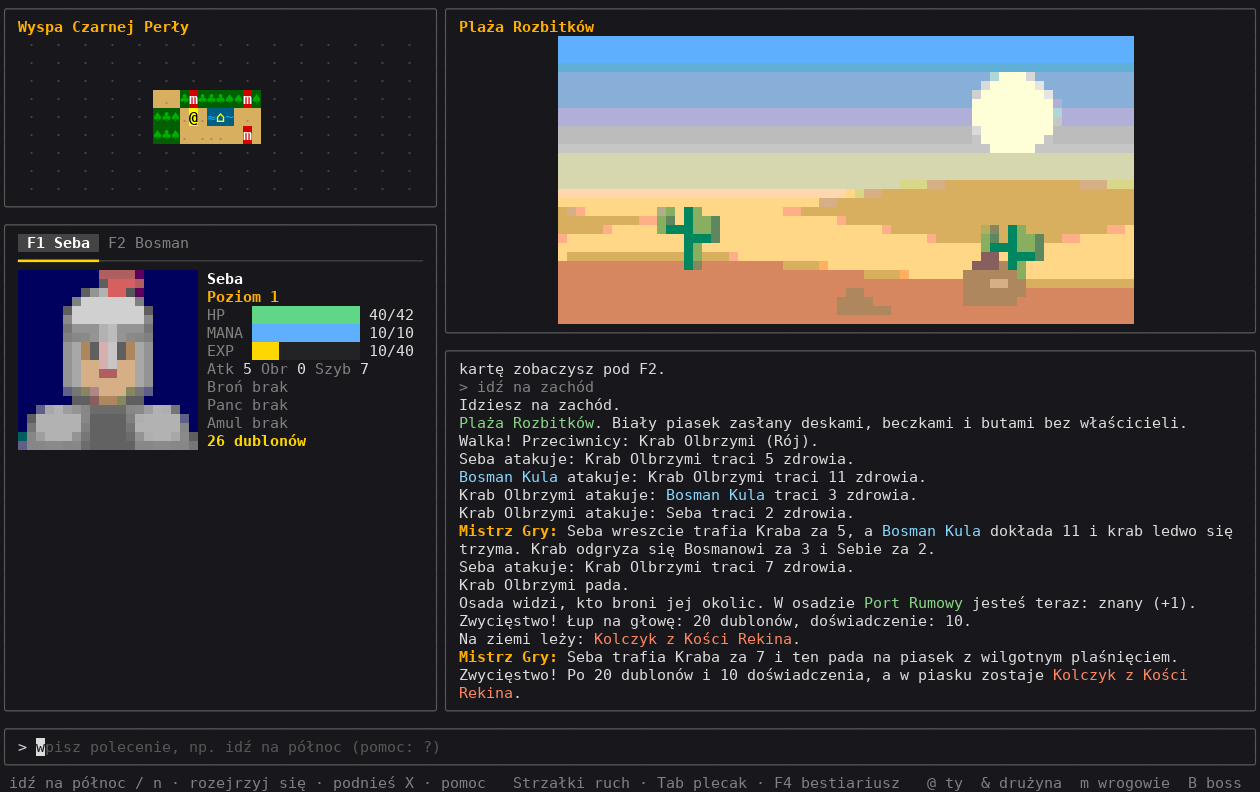 Wyspa Czarnej Perły
m m
@ ≈⌂~
m
F1 Seba F2 Bosman
Seba
Poziom 1
HP 40/42
MANA 10/10
EXP 10/40
Atk 5 Obr 0 Szyb 7
Broń brak
Panc brak
Amul brak
26 dublonów
Plaża Rozbitków
kartę zobaczysz pod F2.
> idź na zachód
Idziesz na zachód.
Plaża Rozbitków. Biały piasek zasłany deskami, beczkami i butami bez właścicieli.
Walka! Przeciwnicy: Krab Olbrzymi (Rój).
Seba atakuje: Krab Olbrzymi traci 5 zdrowia.
Bosman Kula atakuje: Krab Olbrzymi traci 11 zdrowia.
Krab Olbrzymi atakuje: Bosman Kula traci 3 zdrowia.
Krab Olbrzymi atakuje: Seba traci 2 zdrowia.
Mistrz Gry: Seba wreszcie trafia Kraba za 5, a Bosman Kula dokłada 11 i krab ledwo się
trzyma. Krab odgryza się Bosmanowi za 3 i Sebie za 2.
Seba atakuje: Krab Olbrzymi traci 7 zdrowia.
Krab Olbrzymi pada.
Osada widzi, kto broni jej okolic. W osadzie Port Rumowy jesteś teraz: znany (+1).
Zwycięstwo! Łup na głowę: 20 dublonów, doświadczenie: 10.
Na ziemi leży: Kolczyk z Kości Rekina.
Mistrz Gry: Seba trafia Kraba za 7 i ten pada na piasek z wilgotnym plaśnięciem.
Zwycięstwo! Po 20 dublonów i 10 doświadczenia, a w piasku zostaje Kolczyk z Kości
Rekina.
> wpisz polecenie, np. idź na północ (pomoc: ?)
idź na północ / n · rozejrzyj się · podnieś X · pomoc Strzałki ruch · Tab plecak · F4 bestiariusz @ ty & drużyna m wrogowie B boss